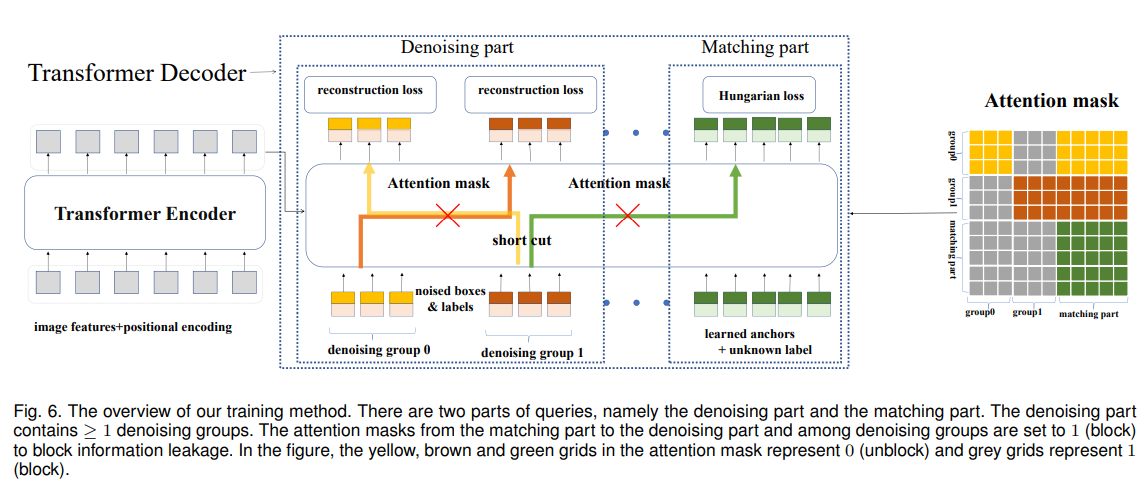 Denoising part
Matching part
Transformer Decoder
reconstruction loss
reconstruction loss
Hungarian loss
Attention mask
group0
group1
matching part
group0
group1
matching part
Transformer Encoder
image features+positional encoding
Attention mask
Attention mask
short cut
noised boxes
& labels
denoising group 0
denoising group 1
learned anchors
+ unknown label
Fig. 6. The overview of our training method. There are two parts of queries, namely the denoising part and the matching part. The denoising part
contains ≥ 1 denoising groups. The attention masks from the matching part to the denoising part and among denoising groups are set to 1 (block)
to block information leakage. In the figure, the yellow, brown and green grids in the attention mask represent 0 (unblock) and grey grids represent 1
(block).